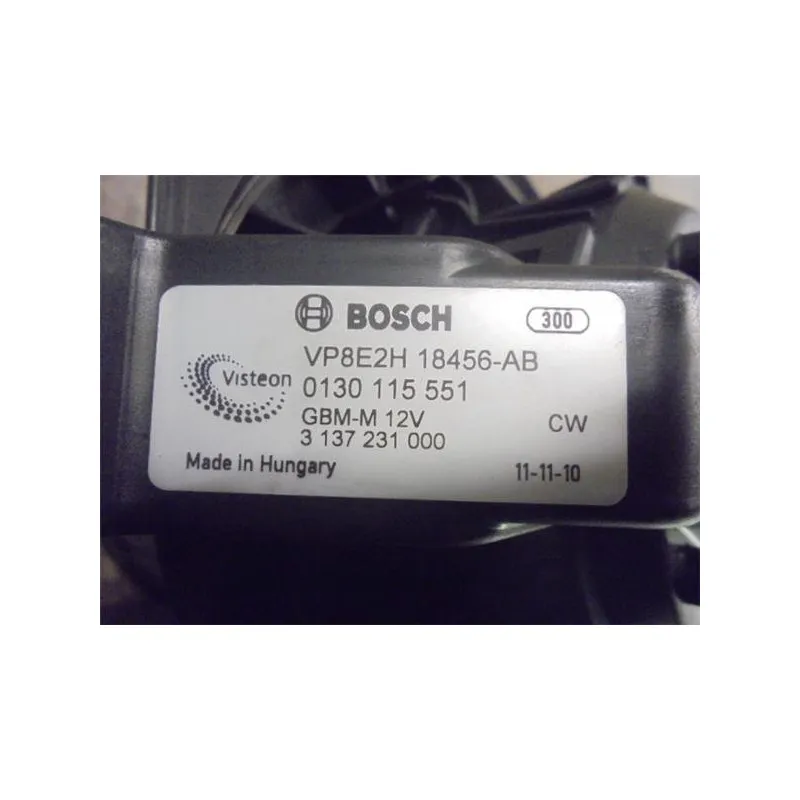 BOSCH 300
VP8E2H 18456-AB
Visteon 0130 115 551
GBM-M 12V CW
3 137 231 000
Made in Hungary 11-11-10